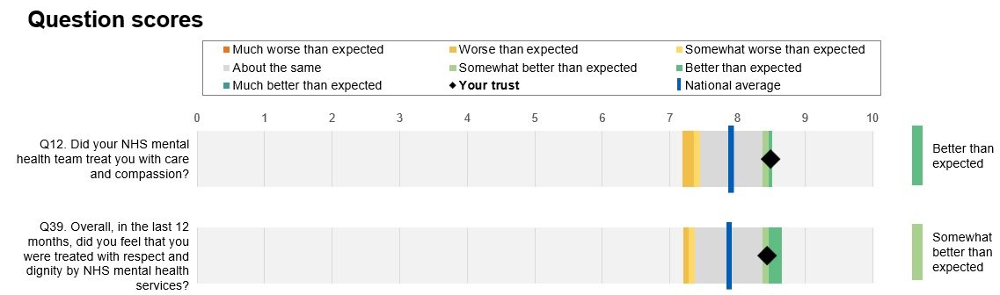 Question scores
Much worse than expected
Worse than expected
Somewhat worse than expected
About the same
Somewhat better than expected
Better than expected
Much better than expected
Your trust
National average
0 1 2 3 4 5 6 7 8 9 10
Q12. Did your NHS mental
health team treat you with care
and compassion?
Better than
expected
Q39. Overall, in the last 12
months, did you feel that you
were treated with respect and
dignity by NHS mental health
services?
Somewhat
better than
expected